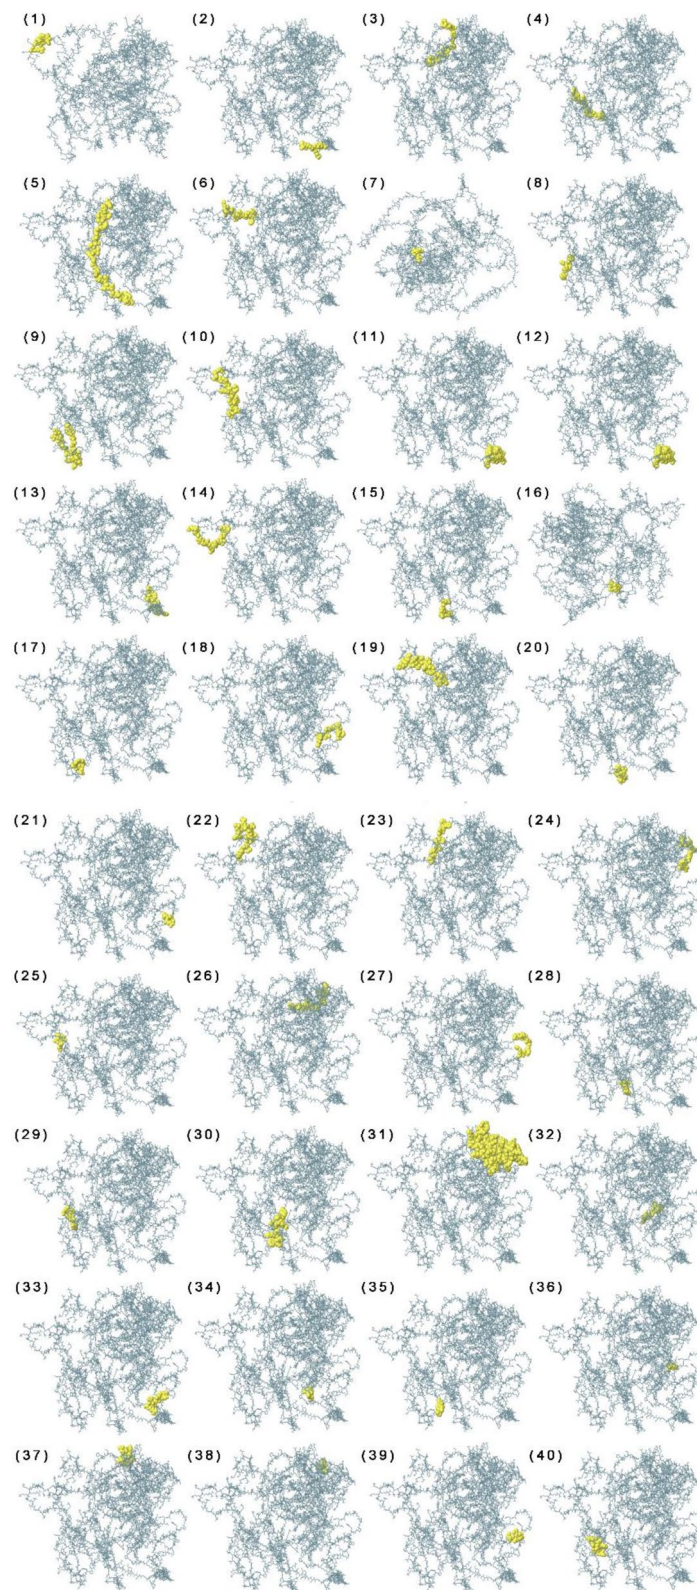 (1) (2) (3) (4)
(5) (6) (7) (8)
(9) (10) (11) (12)
(13) (14) (15) (16)
(17) (18) (19) (20)
(21) (22) (23) (24)
(25) (26) (27) (28)
(29) (30) (31) (32)
(33) (34) (35) (36)
(37) (38) (39) (40)